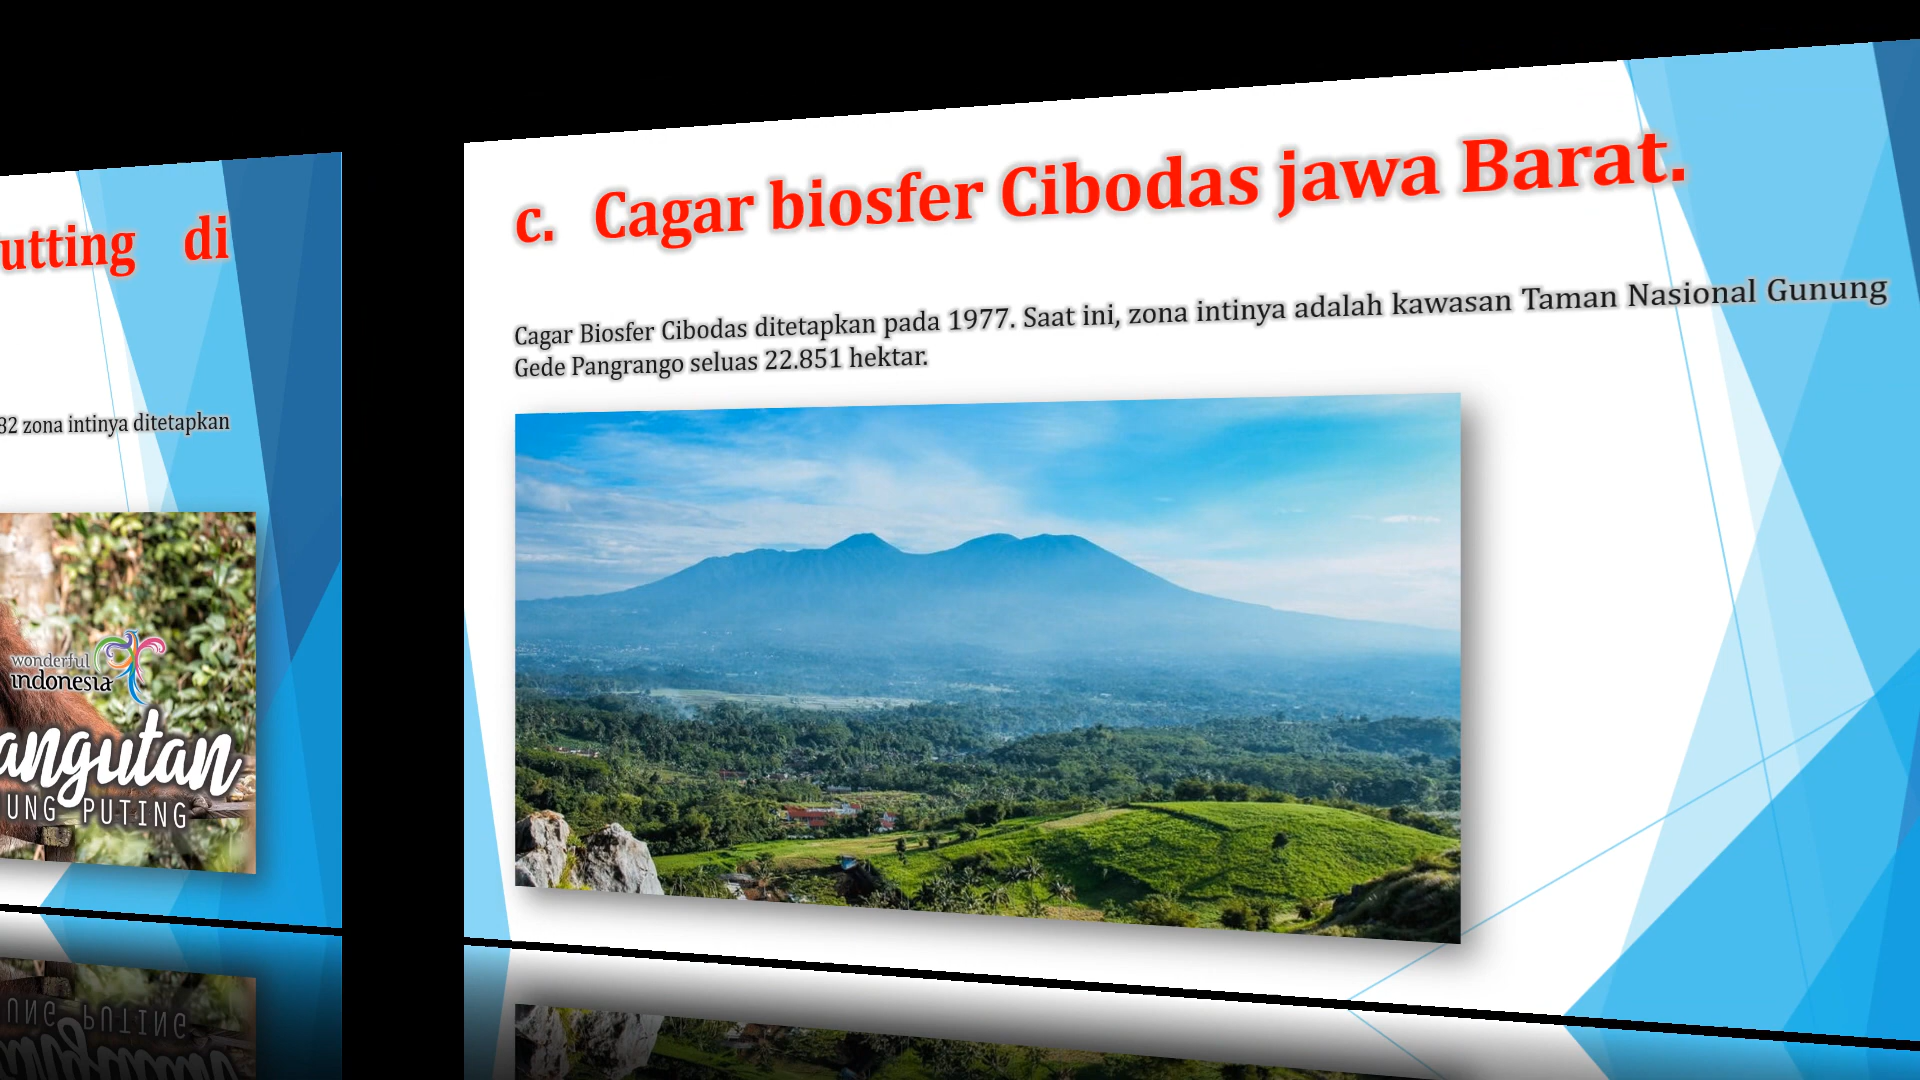 utting di
82 zona intinya ditetapkan
wonderful
indonesia
angutan
UNG PUTING
c. Cagar biosfer Cibodas jawa Barat.
Cagar Biosfer Cibodas ditetapkan pada 1977. Saat ini, zona intinya adalah kawasan Taman Nasional Gunung
Gede Pangrango seluas 22.851 hektar.